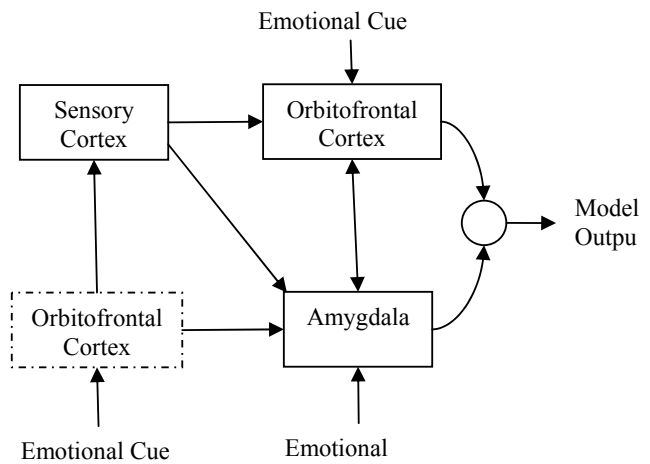 Emotional Cue
Sensory
Cortex
Orbitofrontal
Cortex
Model
Outpu
Orbitofrontal
Cortex
Amygdala
Emotional Cue
Emotional